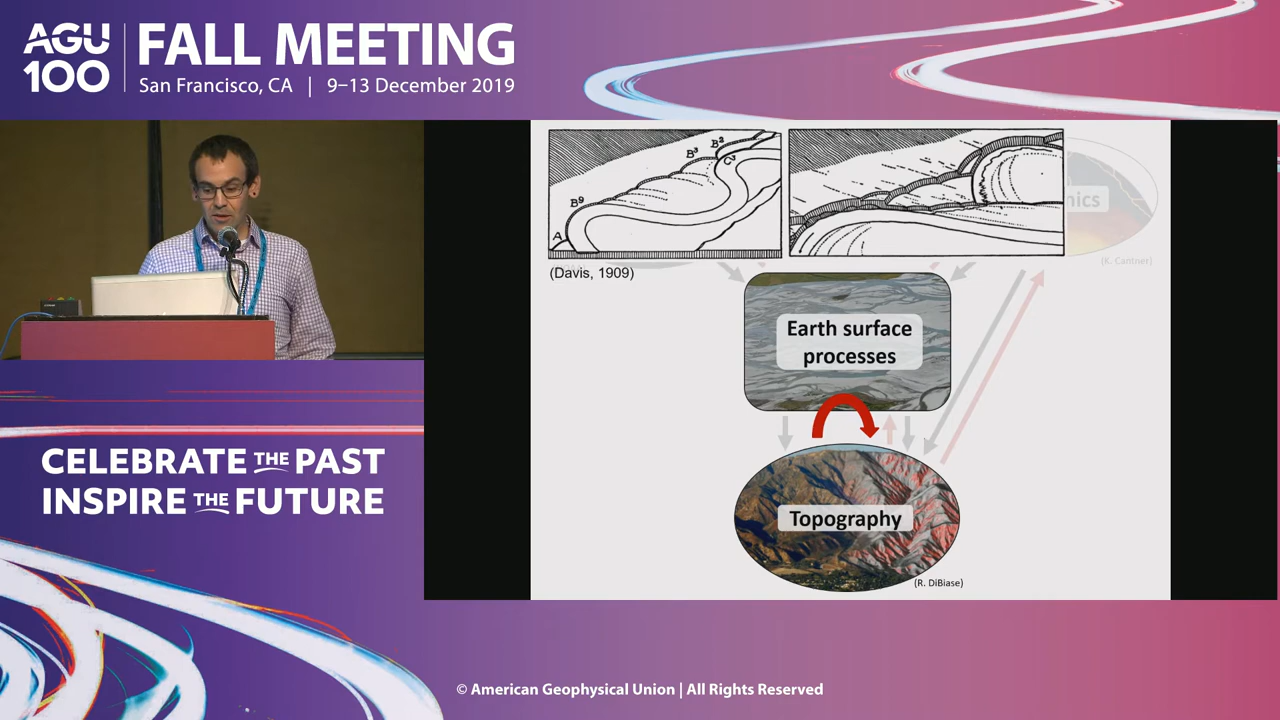 AGU
100
FALL MEETING
San Francisco, CA | 9–13 December 2019
B³
B²
C³
B⁹
A
nics
(K. Cantner)
(Davis, 1909)
Earth surface
processes
CELEBRATE THE PAST
INSPIRE THE FUTURE
Topography
(R. DiBiase)
© American Geophysical Union | All Rights Reserved